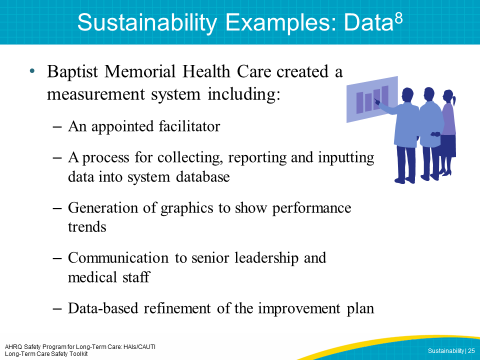 Sustainability Examples: Data8
• Baptist Memorial Health Care created a
measurement system including:
– An appointed facilitator
– A process for collecting, reporting and inputting
data into system database
– Generation of graphics to show performance
trends
– Communication to senior leadership and
medical staff
– Data-based refinement of the improvement plan
AHRQ Safety Program for Long-Term Care: HAIs/CAUTI
Long-Term Care Safety Toolkit
Sustainability | 25